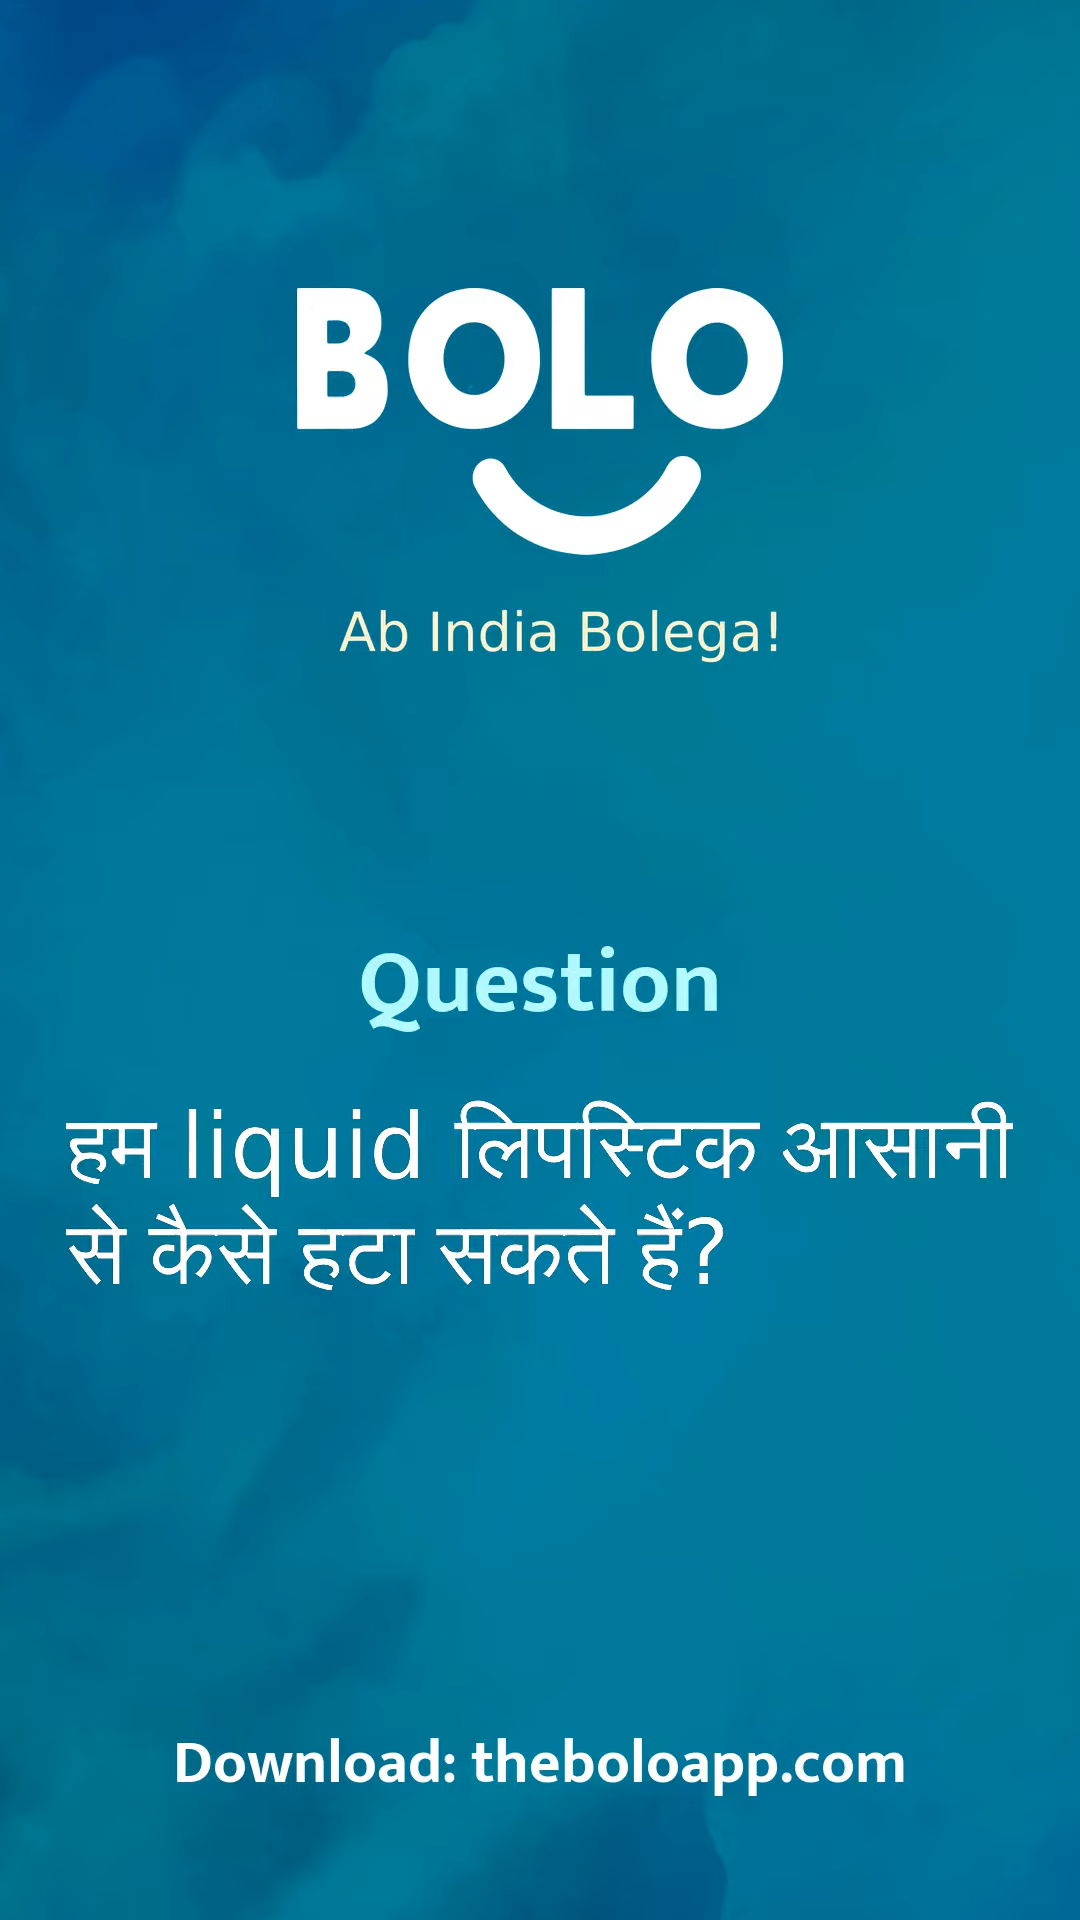 BOLO
Ab India Bolega!
Question
हम liquid लिपस्टिक आसानी
से कैसे हटा सकते हैं?
Download: theboloapp.com